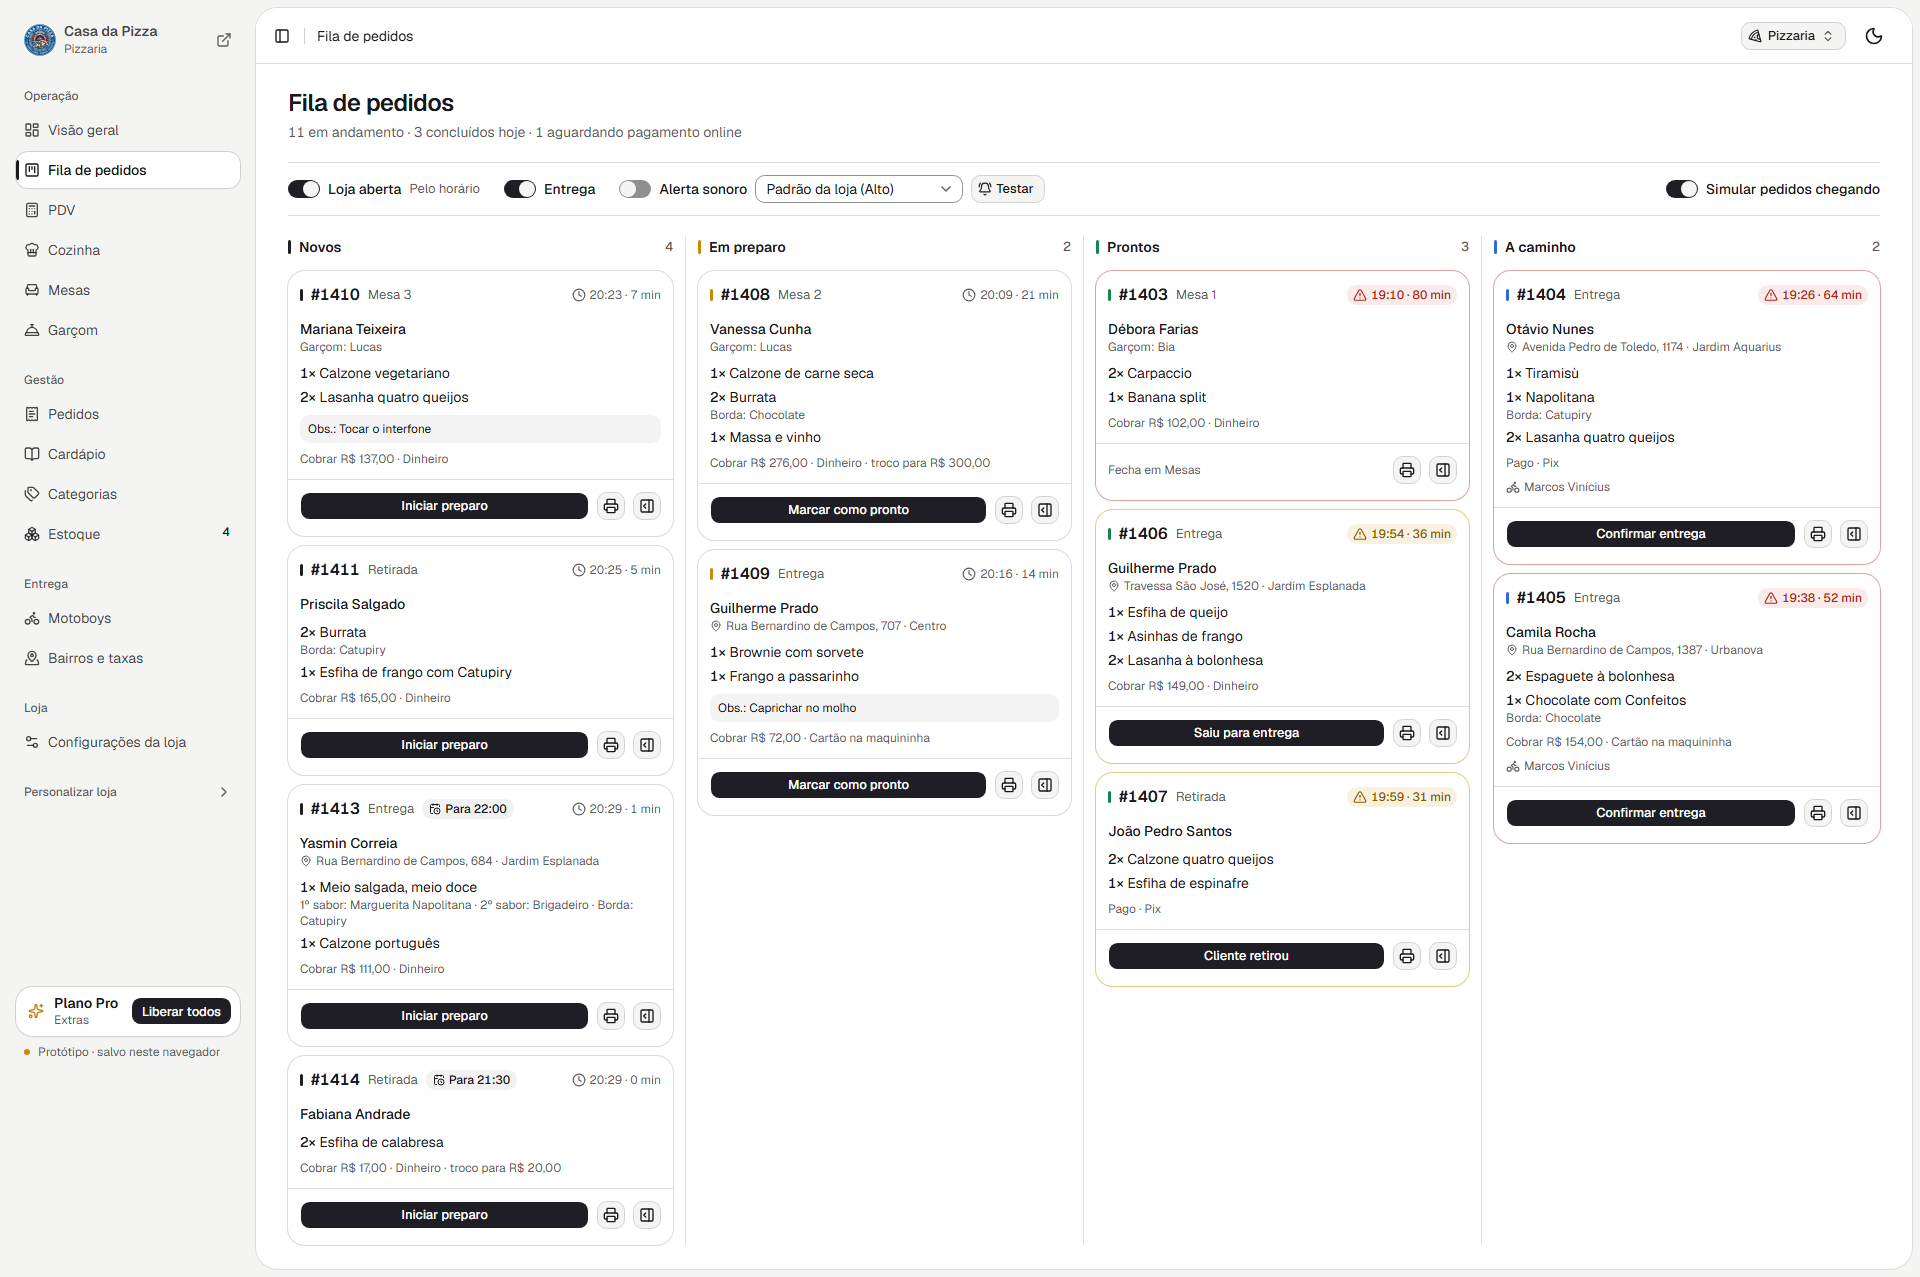 Casa da Pizza
Pizzaria
Operação
Visão geral
Fila de pedidos
PDV
Cozinha
Mesas
Garçom
Gestão
Pedidos
Cardápio
Categorias
Estoque
4
Entrega
Motoboys
Bairros e taxas
Loja
Configurações da loja
Personalizar loja
Plano Pro
Extras
Liberar todos
Protótipo · salvo neste navegador
Fila de pedidos
Pizzaria
Fila de pedidos
11 em andamento · 3 concluídos hoje · 1 aguardando pagamento online
Loja aberta Pelo horário
Entrega
Alerta sonoro
Padrão da loja (Alto)
Testar
Simular pedidos chegando
Novos 4
#1410 Mesa 3 20:23 · 7 min
Mariana Teixeira
Garçom: Lucas
1× Calzone vegetariano
2× Lasanha quatro queijos
Obs.: Tocar o interfone
Cobrar R$ 137,00 · Dinheiro
Iniciar preparo
#1411 Retirada 20:25 · 5 min
Priscila Salgado
2× Burrata
Borda: Catupiry
1× Esfiha de frango com Catupiry
Cobrar R$ 165,00 · Dinheiro
Iniciar preparo
#1413 Entrega Para 22:00 20:29 · 1 min
Yasmin Correia
Rua Bernardino de Campos, 684 · Jardim Esplanada
1× Meio salgada, meio doce
1º sabor: Marguerita Napolitana · 2º sabor: Brigadeiro · Borda:
Catupiry
1× Calzone português
Cobrar R$ 111,00 · Dinheiro
Iniciar preparo
#1414 Retirada Para 21:30 20:29 · 0 min
Fabiana Andrade
2× Esfiha de calabresa
Cobrar R$ 17,00 · Dinheiro · troco para R$ 20,00
Iniciar preparo
Em preparo 2
#1408 Mesa 2 20:09 · 21 min
Vanessa Cunha
Garçom: Lucas
1× Calzone de carne seca
2× Burrata
Borda: Chocolate
1× Massa e vinho
Cobrar R$ 276,00 · Dinheiro · troco para R$ 300,00
Marcar como pronto
#1409 Entrega 20:16 · 14 min
Guilherme Prado
Rua Bernardino de Campos, 707 · Centro
1× Brownie com sorvete
1× Frango a passarinho
Obs.: Caprichar no molho
Cobrar R$ 72,00 · Cartão na maquininha
Marcar como pronto
Prontos 3
#1403 Mesa 1 19:10 · 80 min
Débora Farias
Garçom: Bia
2× Carpaccio
1× Banana split
Cobrar R$ 102,00 · Dinheiro
Fecha em Mesas
#1406 Entrega 19:54 · 36 min
Guilherme Prado
Travessa São José, 1520 · Jardim Esplanada
1× Esfiha de queijo
1× Asinhas de frango
2× Lasanha à bolonhesa
Cobrar R$ 149,00 · Dinheiro
Saiu para entrega
#1407 Retirada 19:59 · 31 min
João Pedro Santos
2× Calzone quatro queijos
1× Esfiha de espinafre
Pago · Pix
Cliente retirou
A caminho 2
#1404 Entrega 19:26 · 64 min
Otávio Nunes
Avenida Pedro de Toledo, 1174 · Jardim Aquarius
1× Tiramisù
1× Napolitana
Borda: Catupiry
2× Lasanha quatro queijos
Pago · Pix
Marcos Vinícius
Confirmar entrega
#1405 Entrega 19:38 · 52 min
Camila Rocha
Rua Bernardino de Campos, 1387 · Urbanova
2× Espaguete à bolonhesa
1× Chocolate com Confeitos
Borda: Chocolate
Cobrar R$ 154,00 · Cartão na maquininha
Marcos Vinícius
Confirmar entrega